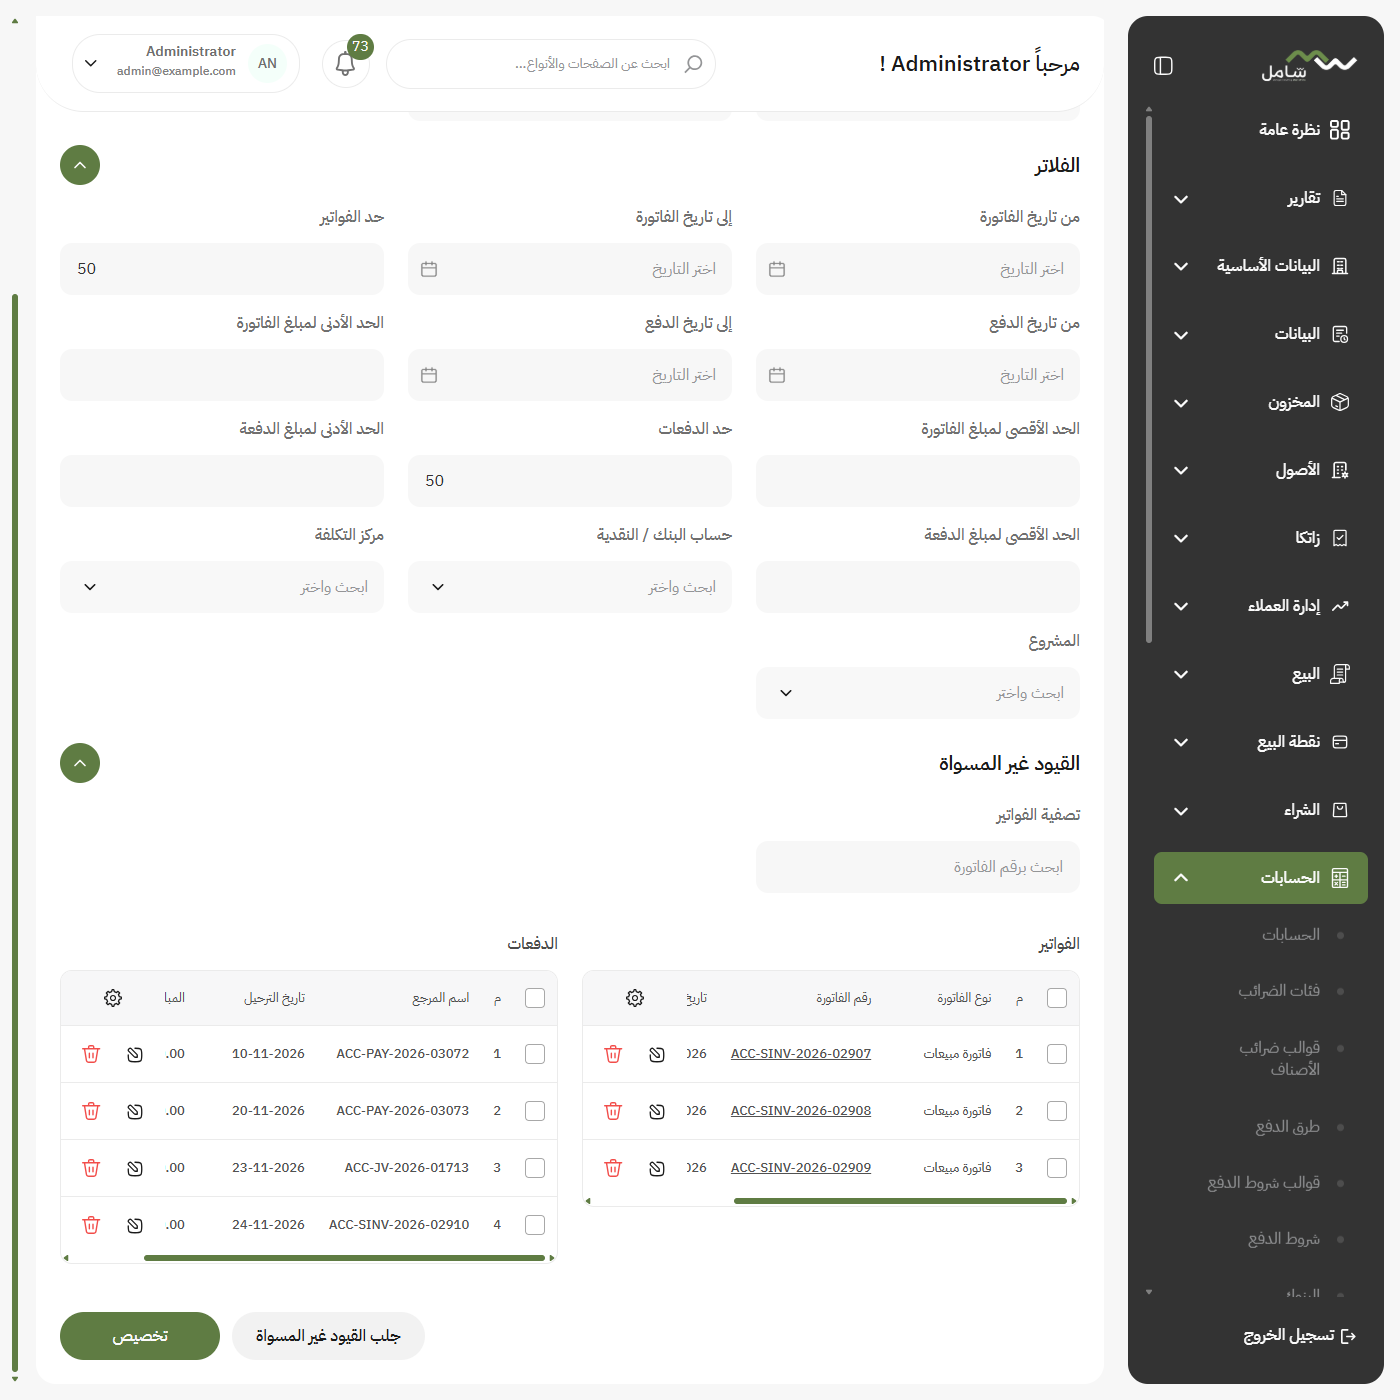 شامل
نظرة عامة
تقارير
البيانات الأساسية
البيانات
المخزون
الأصول
زاتكا
إدارة العملاء
البيع
نقطة البيع
الشراء
الحسابات
الحسابات
فئات الضرائب
قوالب ضرائب
الأصناف
طرق الدفع
قوالب شروط الدفع
شروط الدفع
البنوك
تسجيل الخروج
مرحباً Administrator !
ابحث عن الصفحات والأنواع...
73
AN
Administrator
admin@example.com
الفلاتر
من تاريخ الفاتورة
إلى تاريخ الفاتورة
حد الفواتير
اختر التاريخ
اختر التاريخ
50
من تاريخ الدفع
إلى تاريخ الدفع
الحد الأدنى لمبلغ الفاتورة
اختر التاريخ
اختر التاريخ
الحد الأقصى لمبلغ الفاتورة
حد الدفعات
الحد الأدنى لمبلغ الدفعة
50
الحد الأقصى لمبلغ الدفعة
حساب البنك / النقدية
مركز التكلفة
ابحث واختر
ابحث واختر
المشروع
ابحث واختر
القيود غير المسواة
تصفية الفواتير
ابحث برقم الفاتورة
الفواتير
م نوع الفاتورة رقم الفاتورة تاريخ
1 فاتورة مبيعات ACC-SINV-2026-02907 026
2 فاتورة مبيعات ACC-SINV-2026-02908 026
3 فاتورة مبيعات ACC-SINV-2026-02909 026
الدفعات
م اسم المرجع تاريخ الترحيل المبا
1 ACC-PAY-2026-03072 10-11-2026 .00
2 ACC-PAY-2026-03073 20-11-2026 .00
3 ACC-JV-2026-01713 23-11-2026 .00
4 ACC-SINV-2026-02910 24-11-2026 .00
جلب القيود غير المسواة
تخصيص